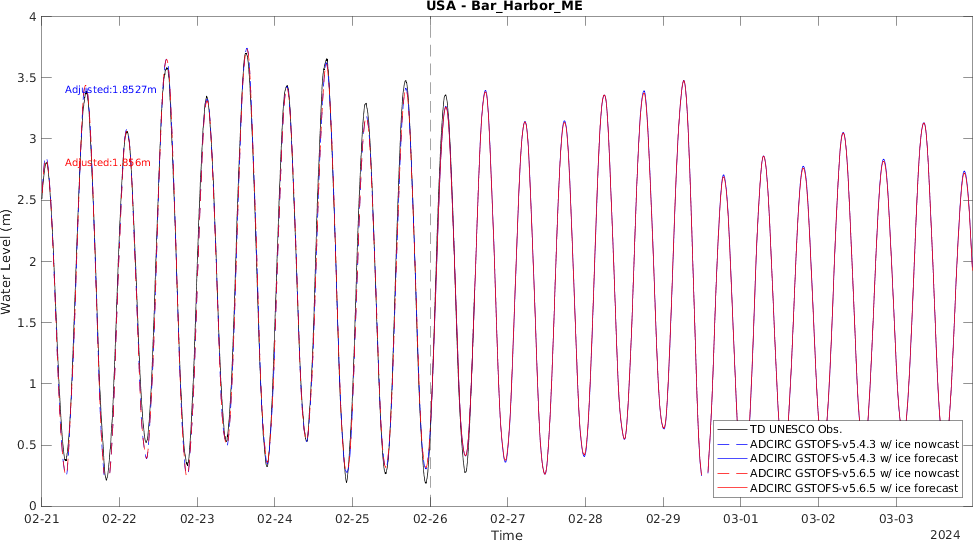 USA - Bar_Harbor_ME
4
3.5
3
2.5
2
1.5
1
0.5
0
Water Level (m)
Adjusted:1.8527m
Adjusted:1.856m
TD UNESCO Obs.
ADCIRC GSTOFS-v5.4.3 w/ ice nowcast
ADCIRC GSTOFS-v5.4.3 w/ ice forecast
ADCIRC GSTOFS-v5.6.5 w/ ice nowcast
ADCIRC GSTOFS-v5.6.5 w/ ice forecast
02-21 02-22 02-23 02-24 02-25 02-26 02-27 02-28 02-29 03-01 03-02 03-03
Time
2024